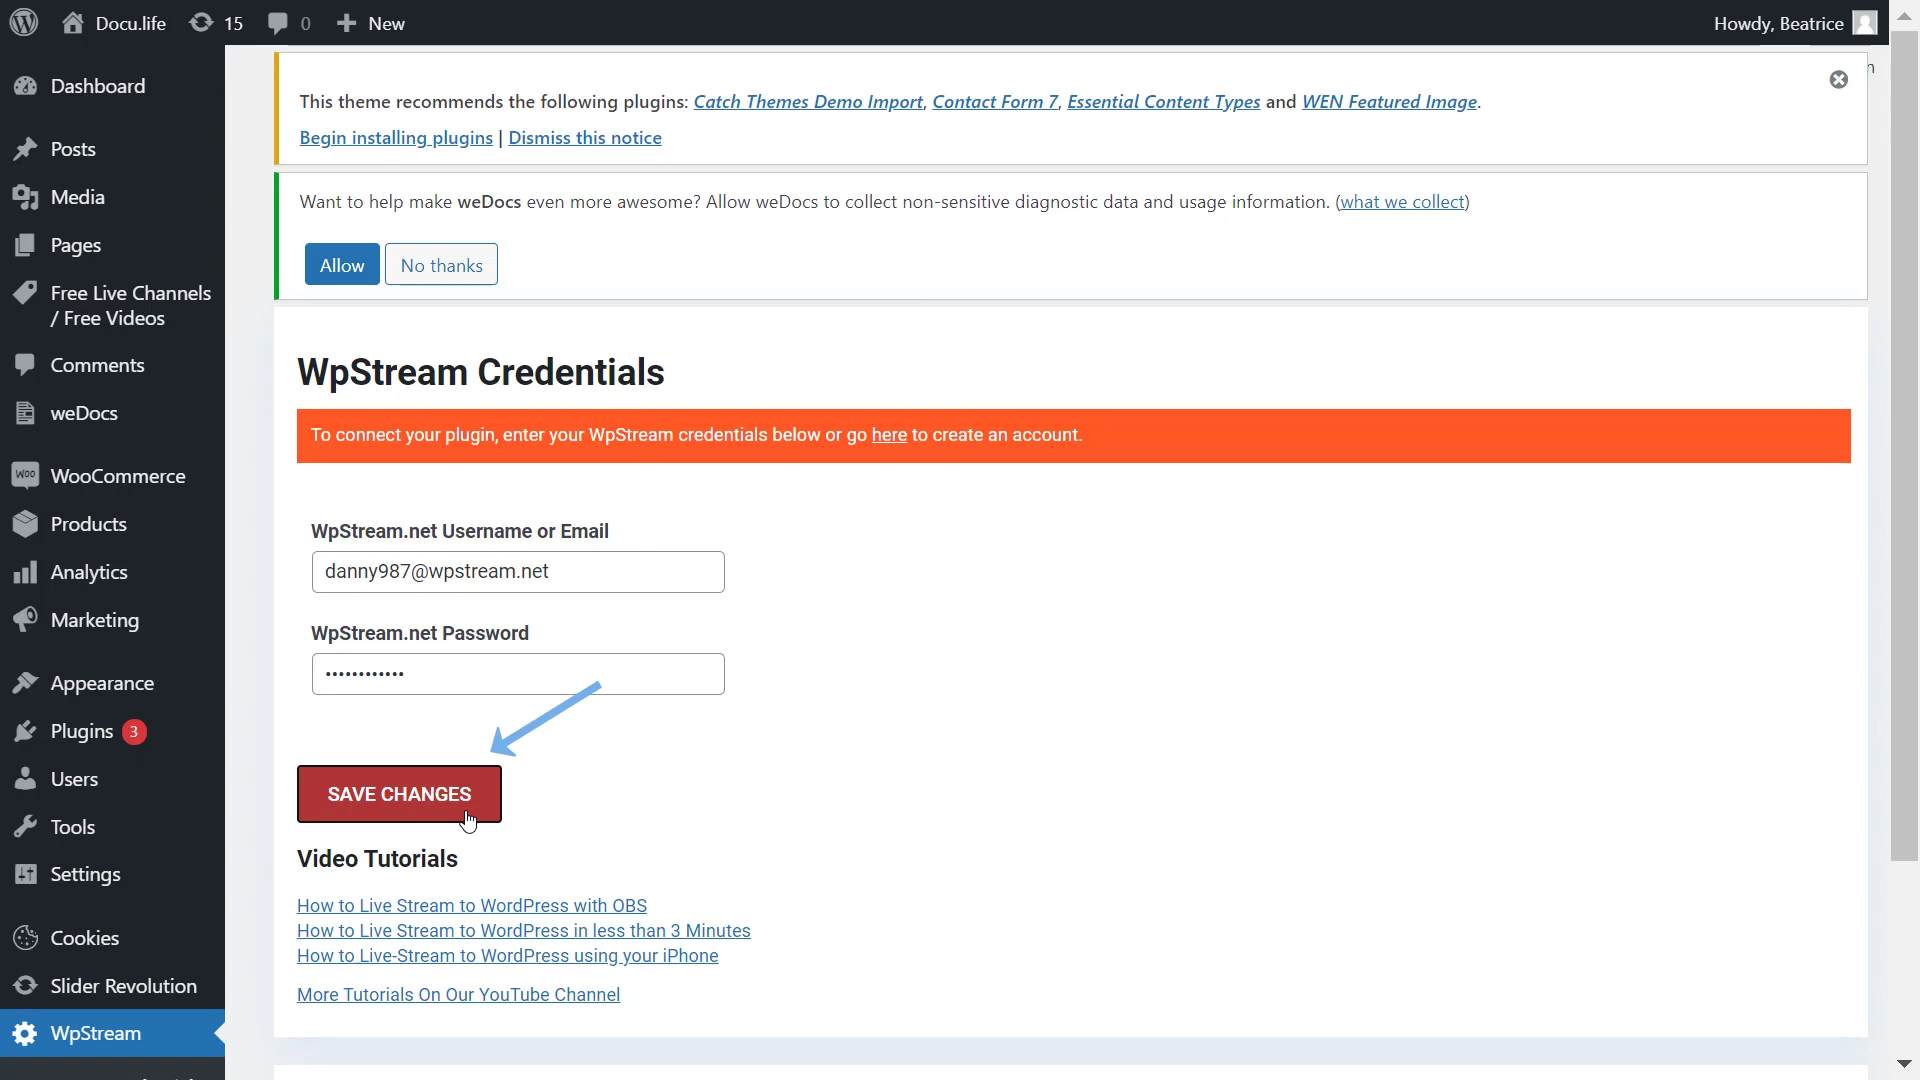 Docu.life
15
0
New
Howdy, Beatrice
Dashboard
Posts
Media
Pages
Free Live Channels
/ Free Videos
Comments
weDocs
Woo
WooCommerce
Products
Analytics
Marketing
Appearance
Plugins 3
Users
Tools
Settings
Cookies
Slider Revolution
WpStream
This theme recommends the following plugins: Catch Themes Demo Import, Contact Form 7, Essential Content Types and WEN Featured Image.
Begin installing plugins | Dismiss this notice
Want to help make weDocs even more awesome? Allow weDocs to collect non-sensitive diagnostic data and usage information. (what we collect)
Allow
No thanks
WpStream Credentials
To connect your plugin, enter your WpStream credentials below or go here to create an account.
WpStream.net Username or Email
danny987@wpstream.net
WpStream.net Password
••••••••••••
SAVE CHANGES
Video Tutorials
How to Live Stream to WordPress with OBS
How to Live Stream to WordPress in less than 3 Minutes
How to Live-Stream to WordPress using your iPhone
More Tutorials On Our YouTube Channel